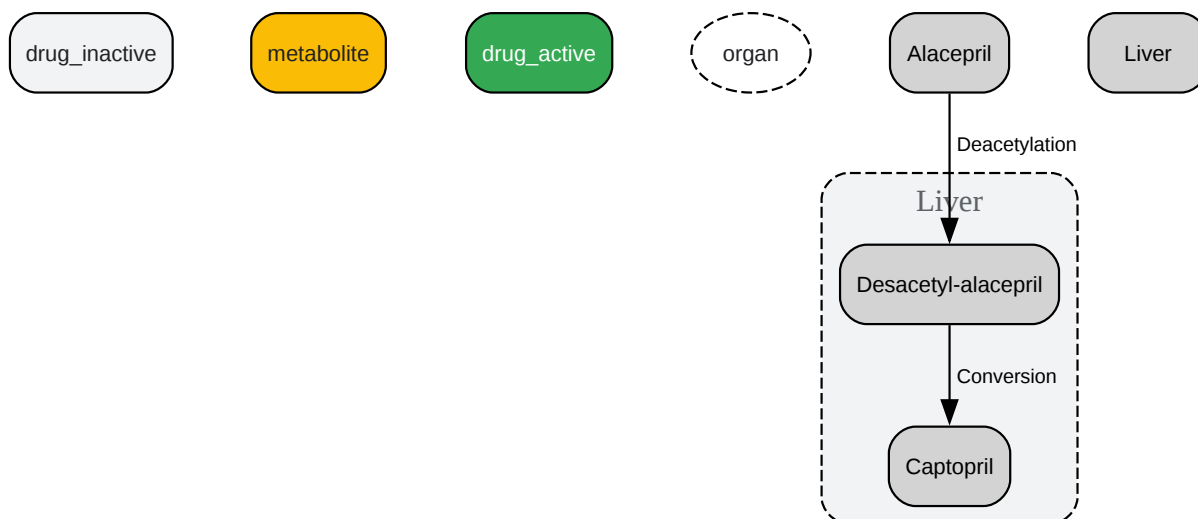 drug_inactive
metabolite
drug_active
organ
Alacepril
Liver
Deacetylation
Liver
Desacetyl-alacepril
Conversion
Captopril